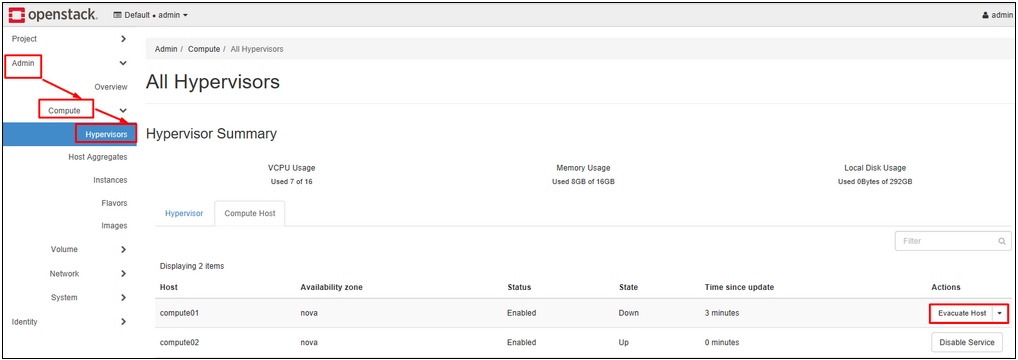 openstack. Default • admin admin
Project
Admin
Overview
Compute
Hypervisors
Host Aggregates
Instances
Flavors
Images
Volume
Network
System
Identity
Admin / Compute / All Hypervisors
All Hypervisors
Hypervisor Summary
VCPU Usage Memory Usage Local Disk Usage
Used 7 of 16 Used 8GB of 16GB Used 0Bytes of 292GB
Hypervisor Compute Host
Filter
Displaying 2 items
Host Availability zone Status State Time since update Actions
compute01 nova Enabled Down 3 minutes Evacuate Host
compute02 nova Enabled Up 0 minutes Disable Service